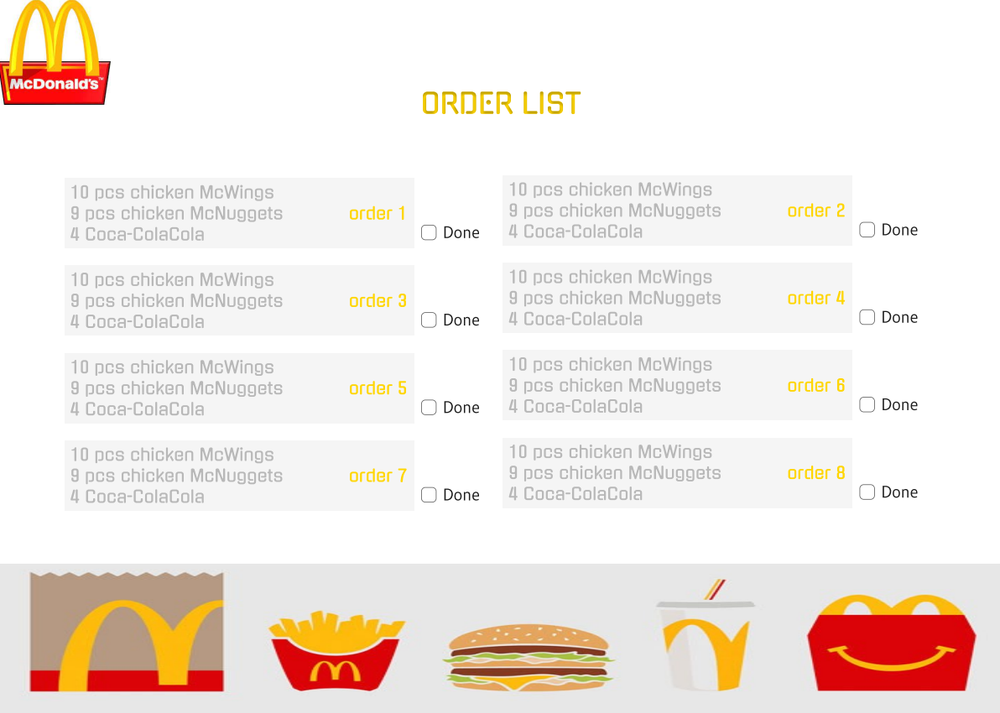 McDonald's™
ORDER LIST
10 pcs chicken McWings
9 pcs chicken McNuggets
order 1
4 Coca-ColaCola
Done
10 pcs chicken McWings
9 pcs chicken McNuggets
order 2
4 Coca-ColaCola
Done
10 pcs chicken McWings
9 pcs chicken McNuggets
order 3
4 Coca-ColaCola
Done
10 pcs chicken McWings
9 pcs chicken McNuggets
order 4
4 Coca-ColaCola
Done
10 pcs chicken McWings
9 pcs chicken McNuggets
order 5
4 Coca-ColaCola
Done
10 pcs chicken McWings
9 pcs chicken McNuggets
order 6
4 Coca-ColaCola
Done
10 pcs chicken McWings
9 pcs chicken McNuggets
order 7
4 Coca-ColaCola
Done
10 pcs chicken McWings
9 pcs chicken McNuggets
order 8
4 Coca-ColaCola
Done